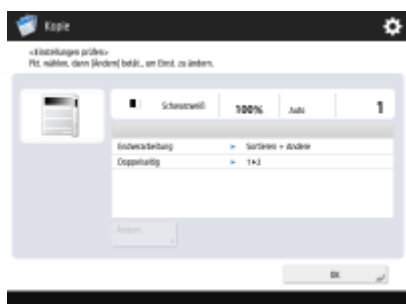 Kopie
<Einstellungen prüfen>
Pkt. wählen, dann [Ändern] betät., um Einst. zu ändern.
Schwarzweiß 100% Auto 1
Endverarbeitung ► Sortieren + Andere
Doppelseitig ► 1►2
Ändern
OK